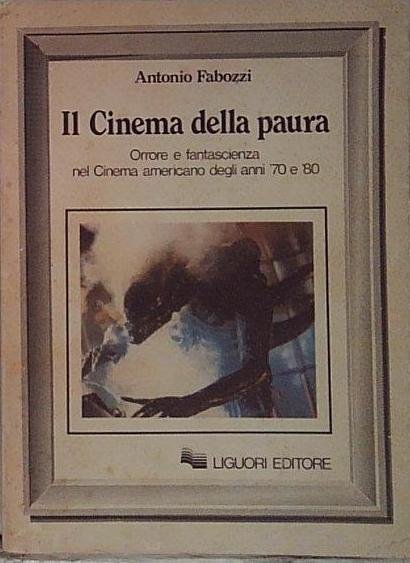 Antonio Fabozzi
Il Cinema della paura
Orrore e fantascienza
nel Cinema americano degli anni '70 e '80
LIGUORI EDITORE